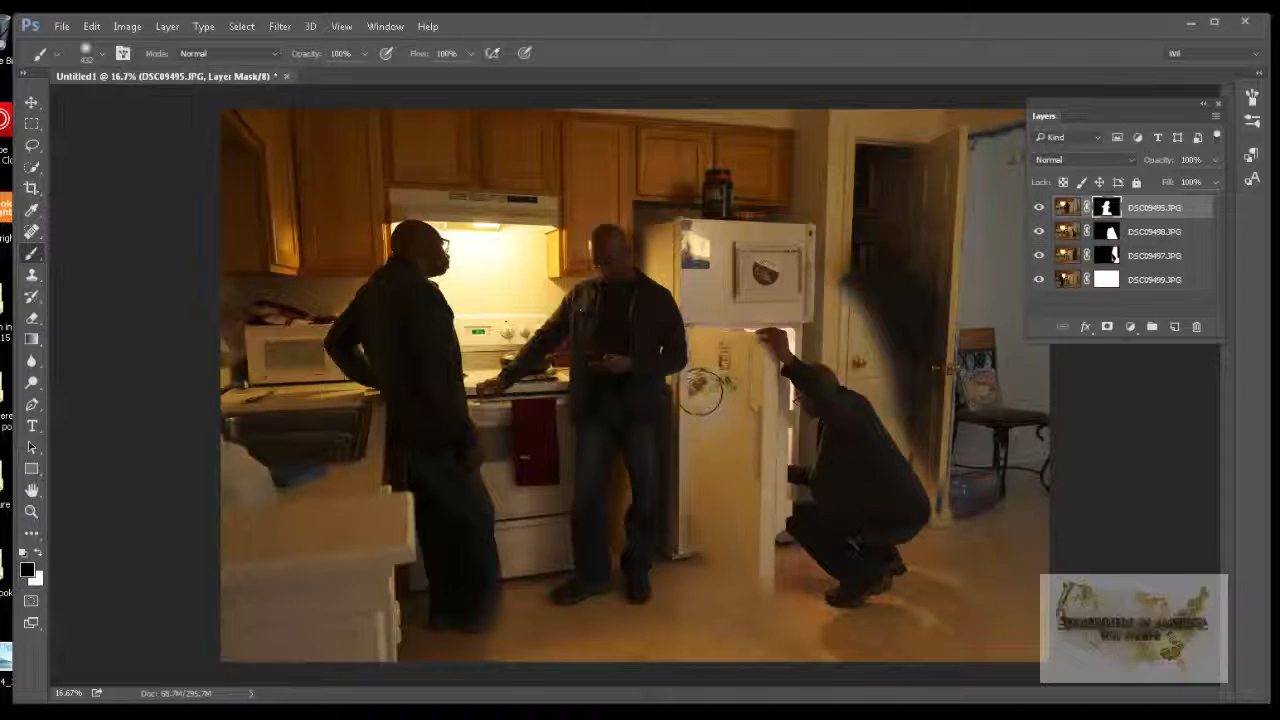 Ps File Edit Image Layer Type Select Filter 3D View Window Help
432 Mode: Normal Opacity: 100% Flow: 100% Wil
Untitled1 @ 16.7% (DSC09495.JPG, Layer Mask/8) *
Layers
Kind
Normal Opacity: 100%
Lock: Fill: 100%
DSC09495.JPG
DSC09498.JPG
DSC09497.JPG
DSC09499.JPG
16.67% Doc: 68.7M/295.7M